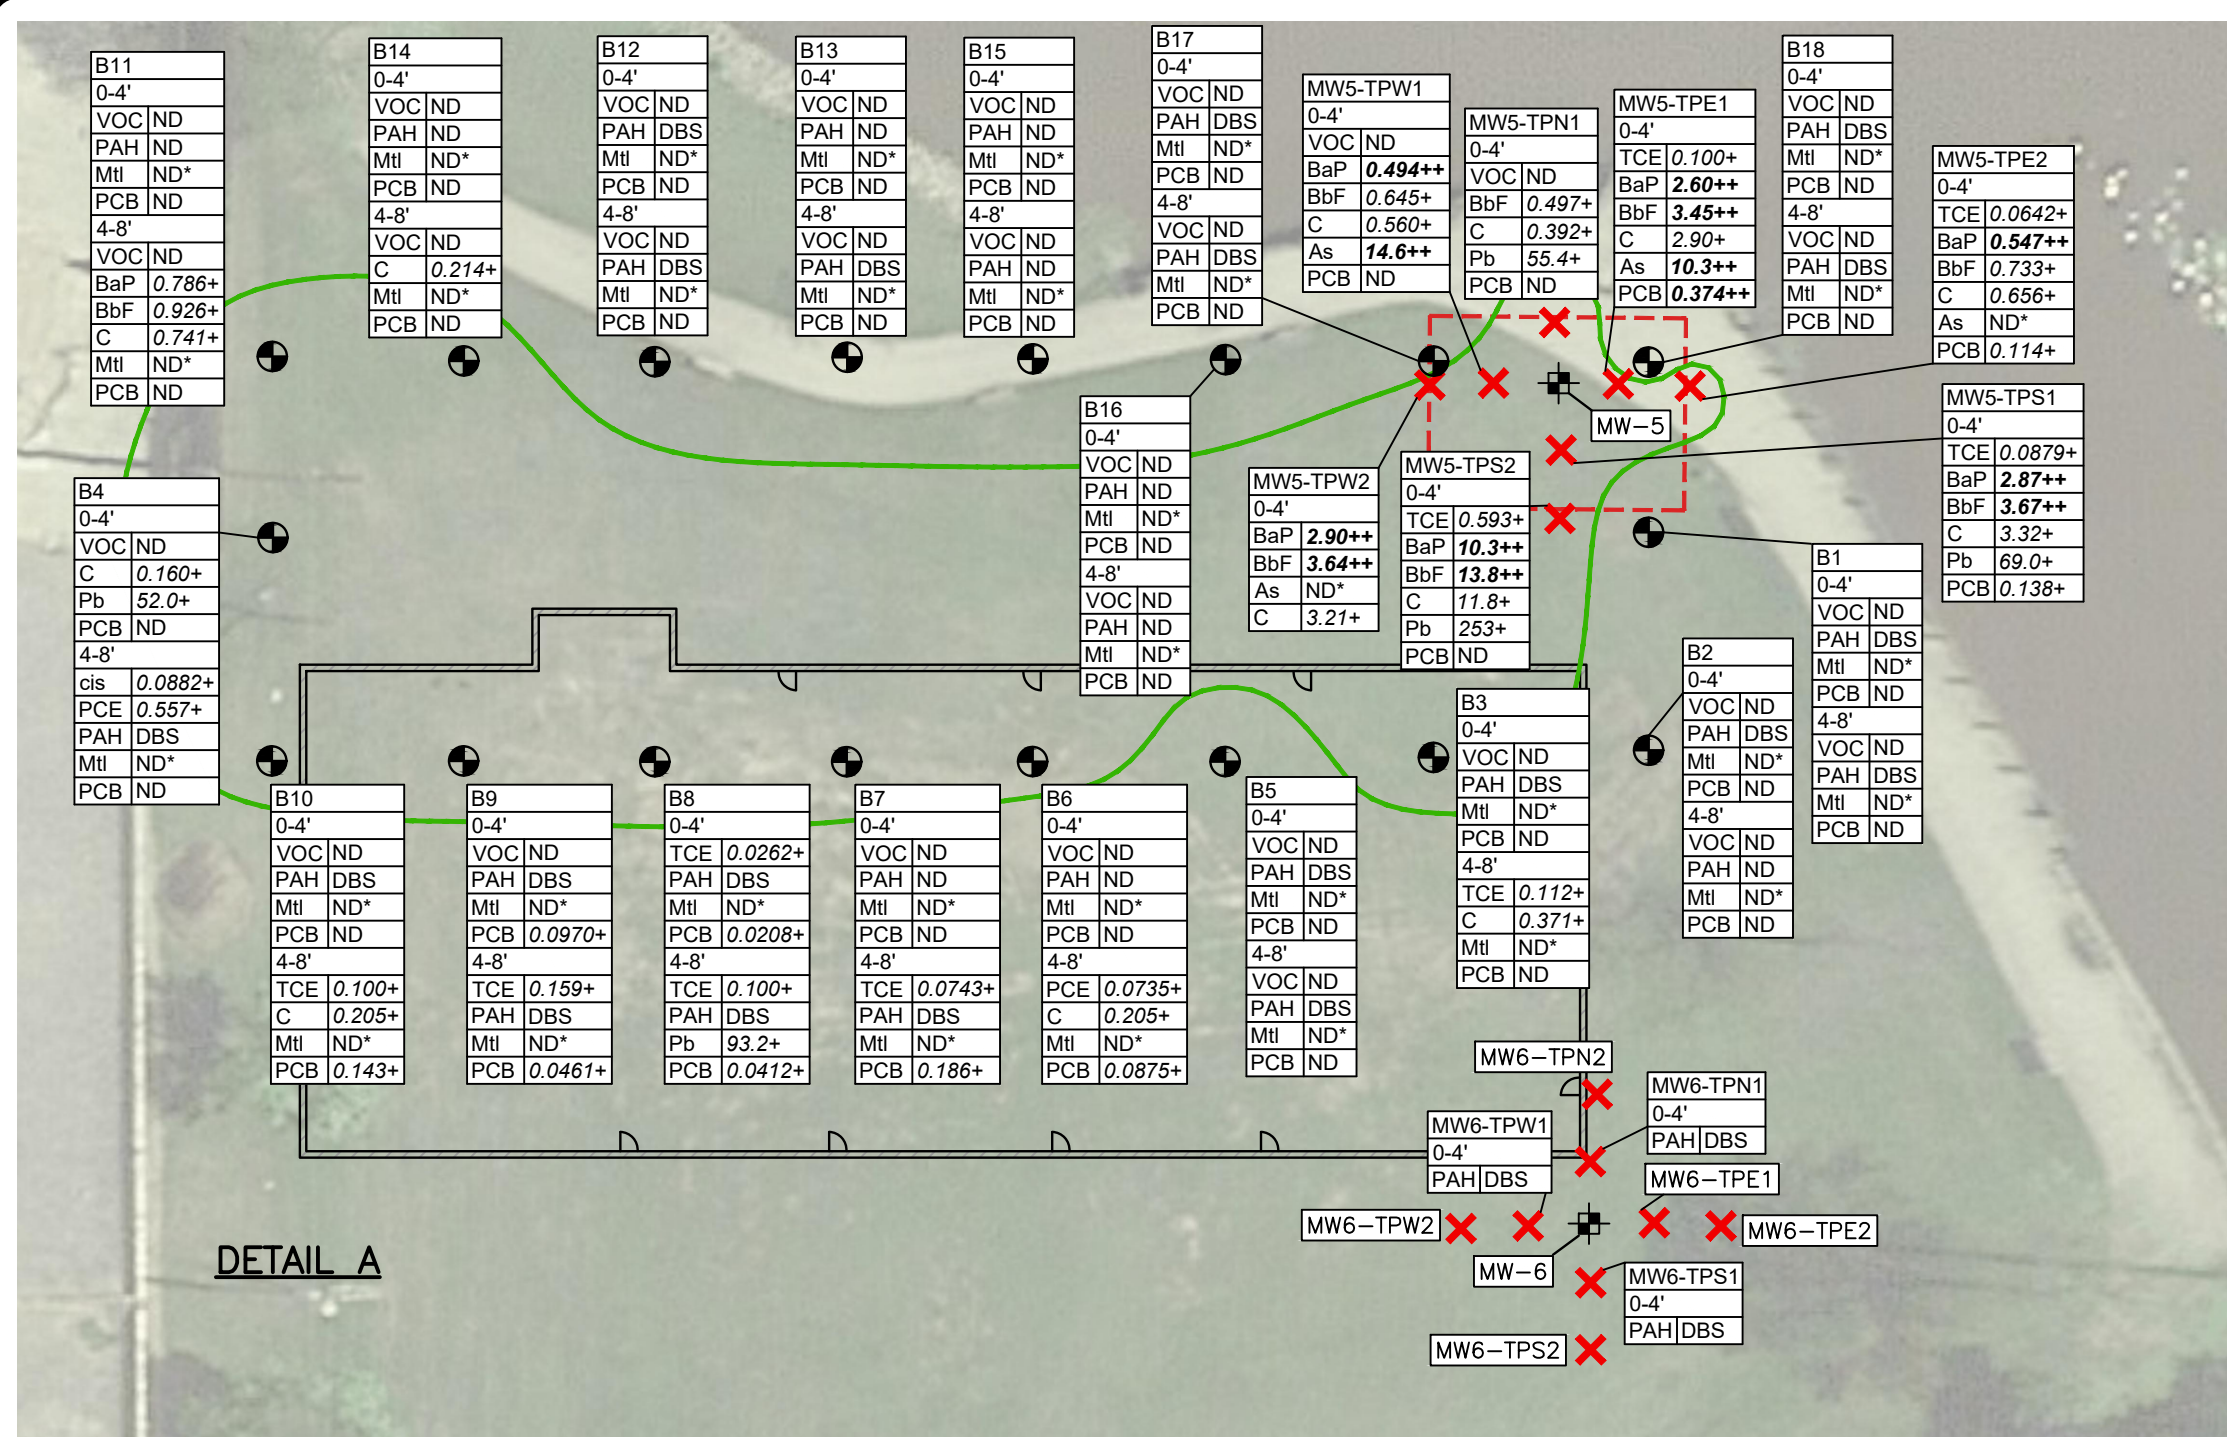 B11
0-4'
VOC ND
PAH ND
Mtl ND*
PCB ND
4-8'
VOC ND
BaP 0.786+
BbF 0.926+
C 0.741+
Mtl ND*
PCB ND
B14
0-4'
VOC ND
PAH ND
Mtl ND*
PCB ND
4-8'
VOC ND
C 0.214+
Mtl ND*
PCB ND
B12
0-4'
VOC ND
PAH DBS
Mtl ND*
PCB ND
4-8'
VOC ND
PAH DBS
Mtl ND*
PCB ND
B13
0-4'
VOC ND
PAH ND
Mtl ND*
PCB ND
4-8'
VOC ND
PAH DBS
Mtl ND*
PCB ND
B15
0-4'
VOC ND
PAH ND
Mtl ND*
PCB ND
4-8'
VOC ND
PAH ND
Mtl ND*
PCB ND
B17
0-4'
VOC ND
PAH DBS
Mtl ND*
PCB ND
4-8'
VOC ND
PAH DBS
Mtl ND*
PCB ND
MW5-TPW1
0-4'
VOC ND
BaP 0.494++
BbF 0.645+
C 0.560+
As 14.6++
PCB ND
MW5-TPN1
0-4'
VOC ND
BbF 0.497+
C 0.392+
Pb 55.4+
PCB ND
MW5-TPE1
0-4'
TCE 0.100+
BaP 2.60++
BbF 3.45++
C 2.90+
As 10.3++
PCB 0.374++
B18
0-4'
VOC ND
PAH DBS
Mtl ND*
PCB ND
4-8'
VOC ND
PAH DBS
Mtl ND*
PCB ND
MW5-TPE2
0-4'
TCE 0.0642+
BaP 0.547++
BbF 0.733+
C 0.656+
As ND*
PCB 0.114+
MW5-TPS1
0-4'
TCE 0.0879+
BaP 2.87++
BbF 3.67++
C 3.32+
Pb 69.0+
PCB 0.138+
MW-5
B16
0-4'
VOC ND
PAH ND
Mtl ND*
PCB ND
4-8'
VOC ND
PAH ND
Mtl ND*
PCB ND
MW5-TPW2
0-4'
BaP 2.90++
BbF 3.64++
As ND*
C 3.21+
MW5-TPS2
0-4'
TCE 0.593+
BaP 10.3++
BbF 13.8++
C 11.8+
Pb 253+
PCB ND
B4
0-4'
VOC ND
C 0.160+
Pb 52.0+
PCB ND
4-8'
cis 0.0882+
PCE 0.557+
PAH DBS
Mtl ND*
PCB ND
B1
0-4'
VOC ND
PAH DBS
Mtl ND*
PCB ND
4-8'
VOC ND
PAH DBS
Mtl ND*
PCB ND
B2
0-4'
VOC ND
PAH DBS
Mtl ND*
PCB ND
4-8'
VOC ND
PAH ND
Mtl ND*
PCB ND
B3
0-4'
VOC ND
PAH DBS
Mtl ND*
PCB ND
4-8'
TCE 0.112+
C 0.371+
Mtl ND*
PCB ND
B10
0-4'
VOC ND
PAH DBS
Mtl ND*
PCB ND
4-8'
TCE 0.100+
C 0.205+
Mtl ND*
PCB 0.143+
B9
0-4'
VOC ND
PAH DBS
Mtl ND*
PCB 0.0970+
4-8'
TCE 0.159+
PAH DBS
Mtl ND*
PCB 0.0461+
B8
0-4'
TCE 0.0262+
PAH DBS
Mtl ND*
PCB 0.0208+
4-8'
TCE 0.100+
PAH DBS
Pb 93.2+
PCB 0.0412+
B7
0-4'
VOC ND
PAH ND
Mtl ND*
PCB ND
4-8'
TCE 0.0743+
PAH DBS
Mtl ND*
PCB 0.186+
B6
0-4'
VOC ND
PAH ND
Mtl ND*
PCB ND
4-8'
PCE 0.0735+
C 0.205+
Mtl ND*
PCB 0.0875+
B5
0-4'
VOC ND
PAH DBS
Mtl ND*
PCB ND
4-8'
VOC ND
PAH DBS
Mtl ND*
PCB ND
MW6-TPN2
MW6-TPN1
0-4'
PAH DBS
MW6-TPW1
0-4'
PAH DBS
MW6-TPE1
MW6-TPW2
MW6-TPE2
MW-6
MW6-TPS1
0-4'
PAH DBS
MW6-TPS2
DETAIL A